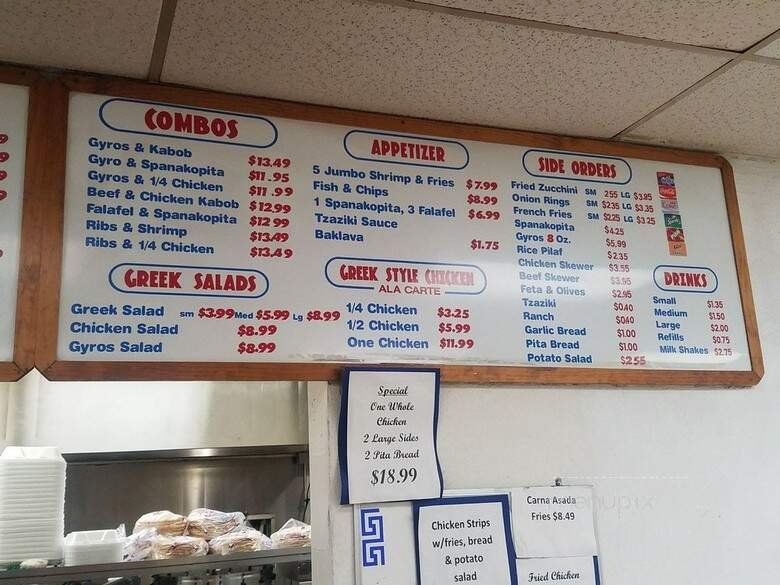 COMBOS
Gyros & Kabob $13.49
Gyro & Spanakopita $11.95
Gyros & 1/4 Chicken $11.99
Beef & Chicken Kabob $12.99
Falafel & Spanakopita $12 99
Ribs & Shrimp $13.49
Ribs & 1/4 Chicken $13.49
GREEK SALADS
Greek Salad sm $3.99 Med $5.99 Lg $8.99
Chicken Salad $8.99
Gyros Salad $8.99
APPETIZER
5 Jumbo Shrimp & Fries $7.99
Fish & Chips $8.99
1 Spanakopita, 3 Falafel $6.99
Tzaziki Sauce
Baklava $1.75
GREEK STYLE CHICKEN
ALA CARTE
1/4 Chicken $3.25
1/2 Chicken $5.99
One Chicken $11.99
SIDE ORDERS
Fried Zucchini SM 255 LG $3.85
Onion Rings SM $2.35 LG $3.35
French Fries SM $2.25 LG $3 25
Spanakopita $4.25
Gyros 8 Oz. $5.99
Rice Pilaf $2.35
Chicken Skewer $3.55
Beef Skewer $3.95
Feta & Olives $2.95
Tzaziki $0.40
Ranch $0.40
Garlic Bread $1.00
Pita Bread $1.00
Potato Salad $2.55
DRINKS
Small $1.35
Medium $1.50
Large $2.00
Refills $0.75
Milk Shakes $2.75
Special
One Whole
Chicken
2 Large Sides
2 Pita Bread
$18.99
Chicken Strips
w/fries, bread
& potato
salad
Carna Asada
Fries $8.49
Fried Chicken